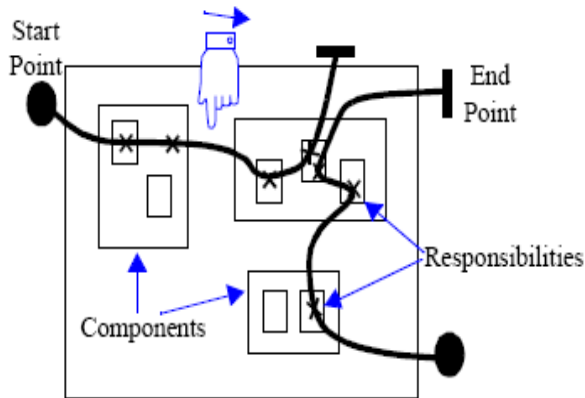 Start
Point
End
Point
Responsibilities
Components